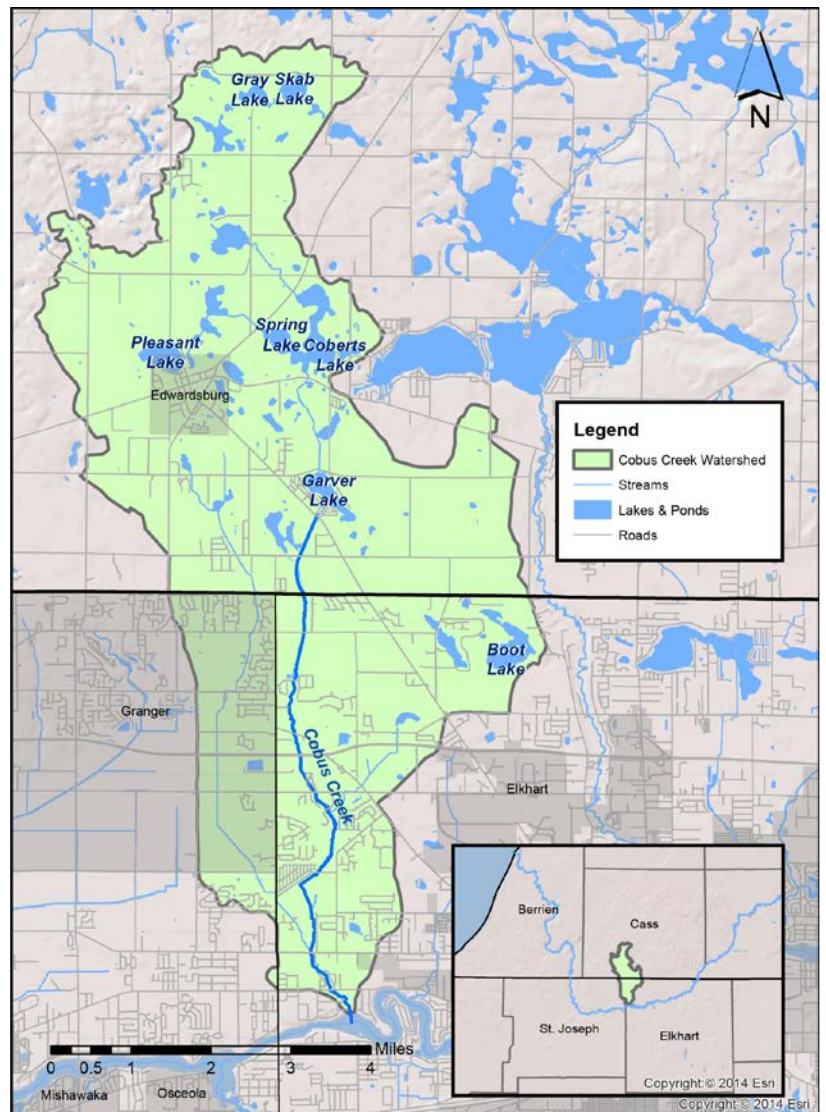 Gray Skab
Lake Lake
N
Spring
Lake Coberts
Lake
Pleasant
Lake
Edwardsburg
Garver
Lake
Legend
Cobus Creek Watershed
Streams
Lakes & Ponds
Roads
Boot
Lake
Granger
Cobus Creek
Elkhart
Berrien
Cass
St. Joseph
Elkhart
Miles
0 0.5 1 2 3 4
Mishawaka
Osceola
Copyright:© 2014 Esri
Copyright:© 2014 Esri